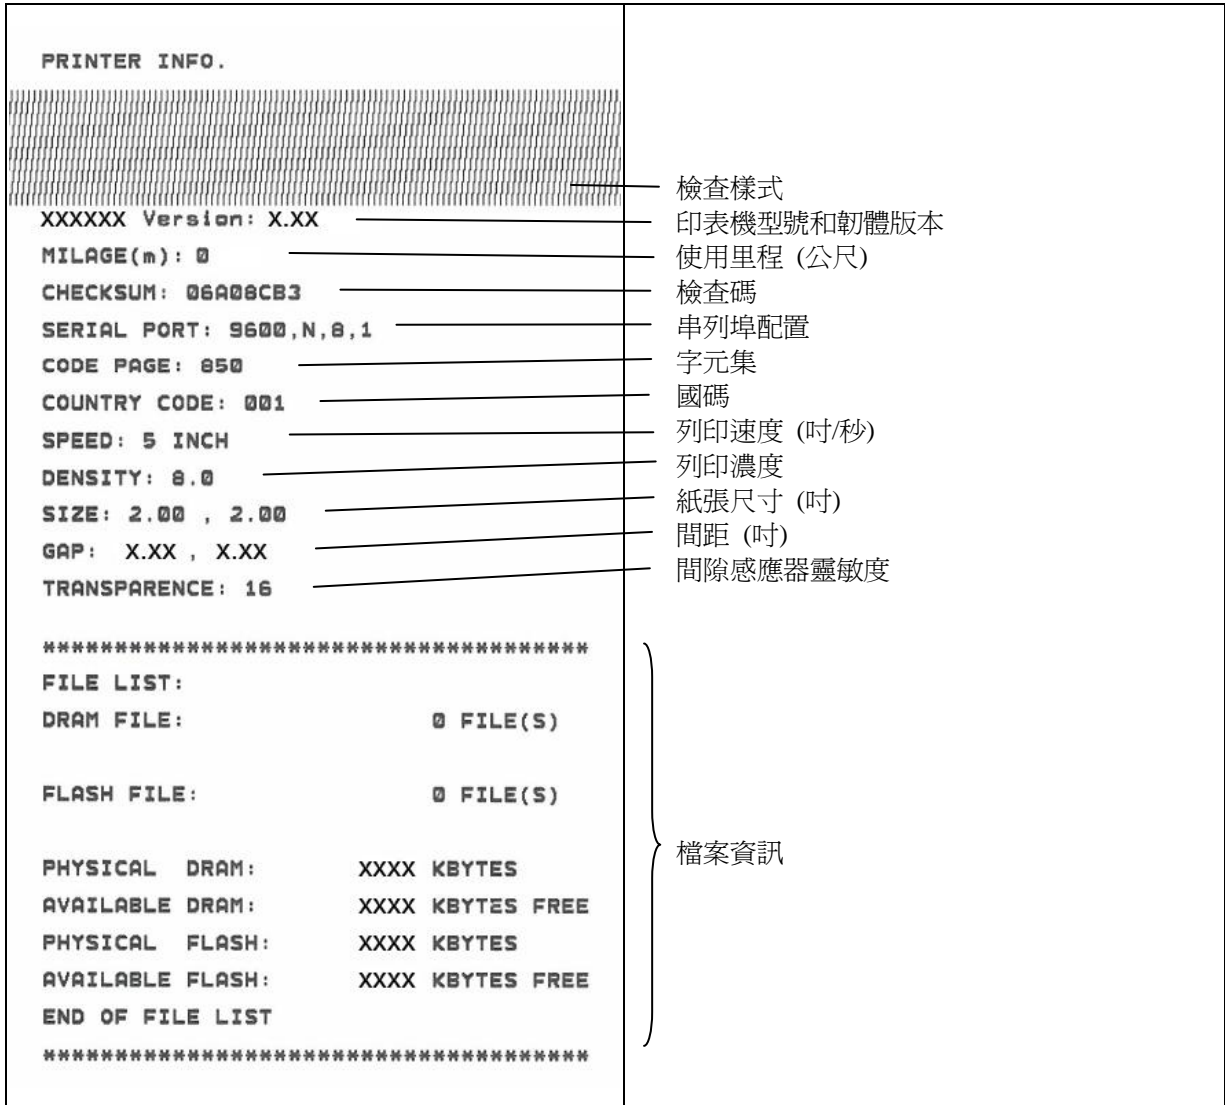 PRINTER INFO.
檢查樣式
XXXXXX Version: X.XX
印表機型號和韌體版本
MILAGE(m): 0
使用里程 (公尺)
CHECKSUM: 06A08CB3
檢查碼
SERIAL PORT: 9600,N,8,1
串列埠配置
CODE PAGE: 850
字元集
COUNTRY CODE: 001
國碼
SPEED: 5 INCH
列印速度 (吋/秒)
DENSITY: 8.0
列印濃度
SIZE: 2.00 , 2.00
紙張尺寸 (吋)
GAP: X.XX , X.XX
間距 (吋)
TRANSPARENCE: 16
間隙感應器靈敏度
**************************************
FILE LIST:
DRAM FILE: 0 FILE(S)
FLASH FILE: 0 FILE(S)
檔案資訊
PHYSICAL DRAM: XXXX KBYTES
AVAILABLE DRAM: XXXX KBYTES FREE
PHYSICAL FLASH: XXXX KBYTES
AVAILABLE FLASH: XXXX KBYTES FREE
END OF FILE LIST
**************************************